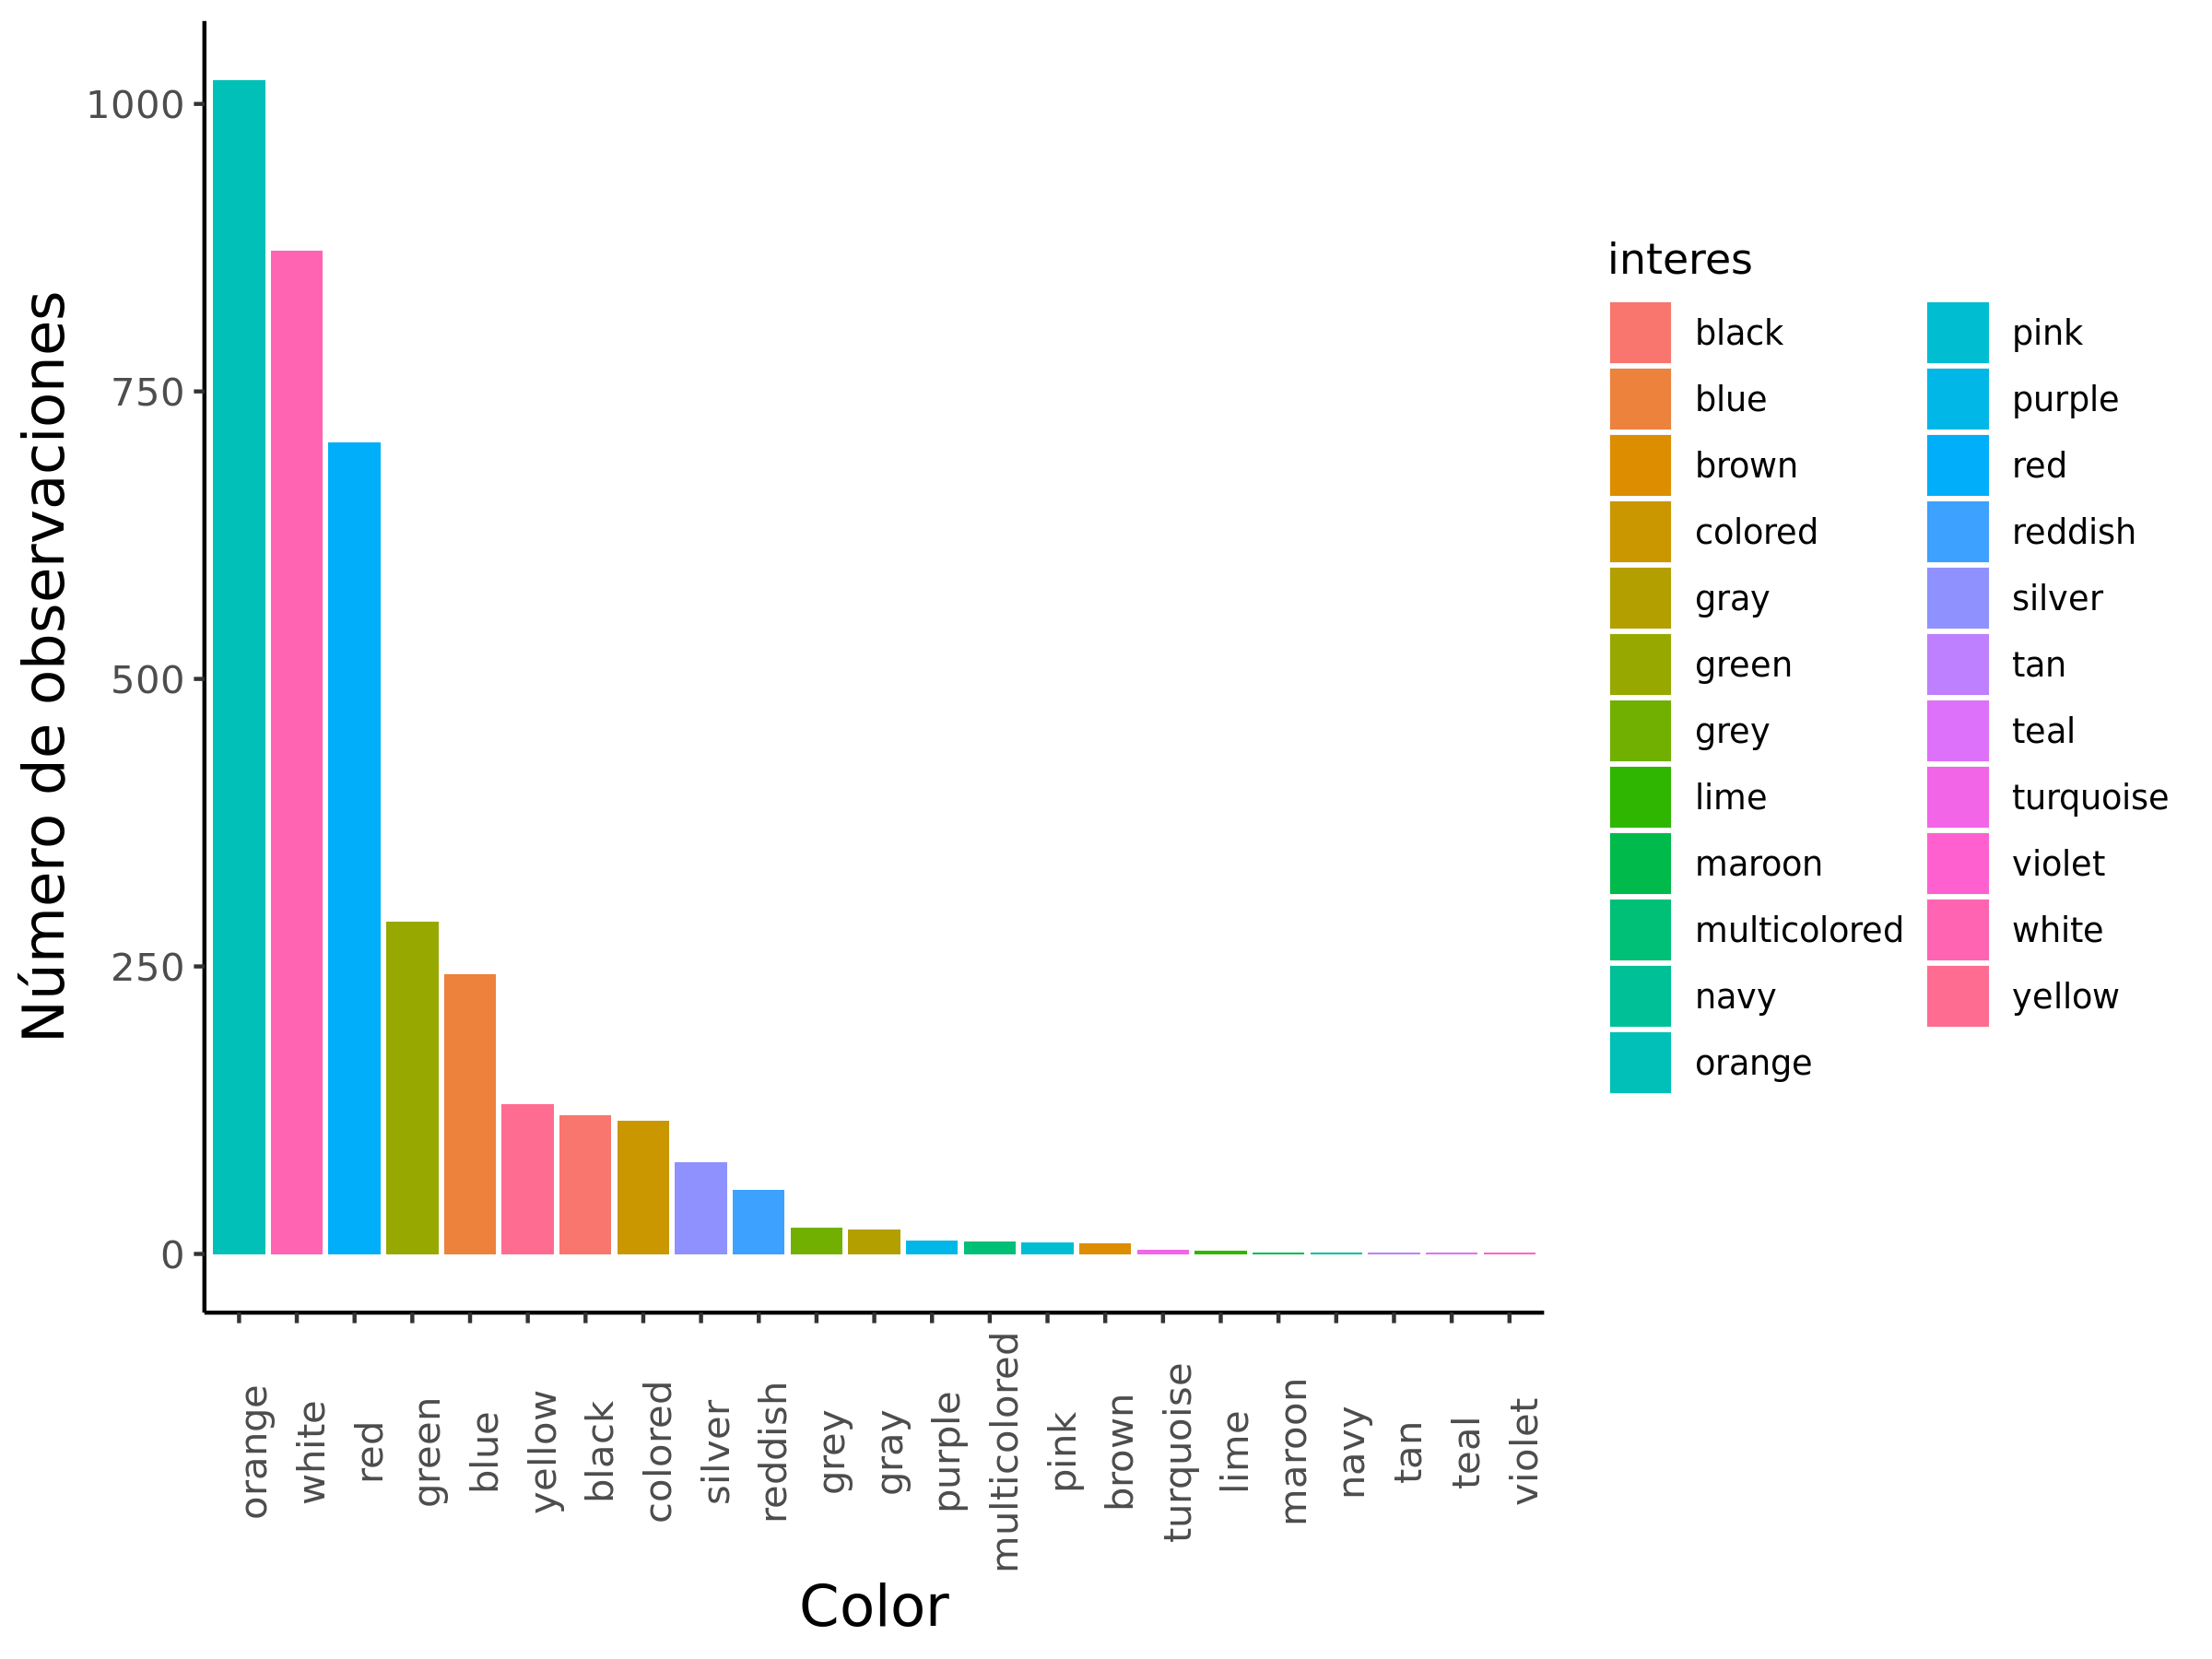 Número de observaciones
1000
750
500
250
0
orange
white
red
green
blue
yellow
black
colored
silver
reddish
grey
gray
purple
multicolored
pink
brown
turquoise
lime
maroon
navy
tan
teal
violet
Color
interes
black
blue
brown
colored
gray
green
grey
lime
maroon
multicolored
navy
orange
pink
purple
red
reddish
silver
tan
teal
turquoise
violet
white
yellow